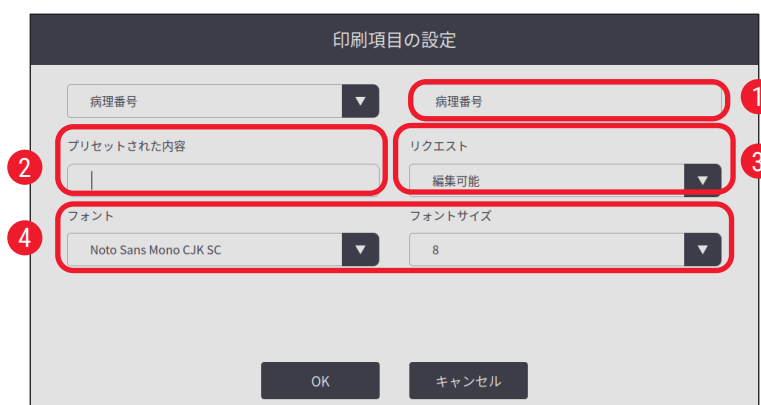 印刷項目の設定
病理番号 ▼ 病理番号 1
プリセットされた内容 リクエスト
2 編集可能 ▼ 3
フォント フォントサイズ
4 Noto Sans Mono CJK SC ▼ 8 ▼
OK キャンセル